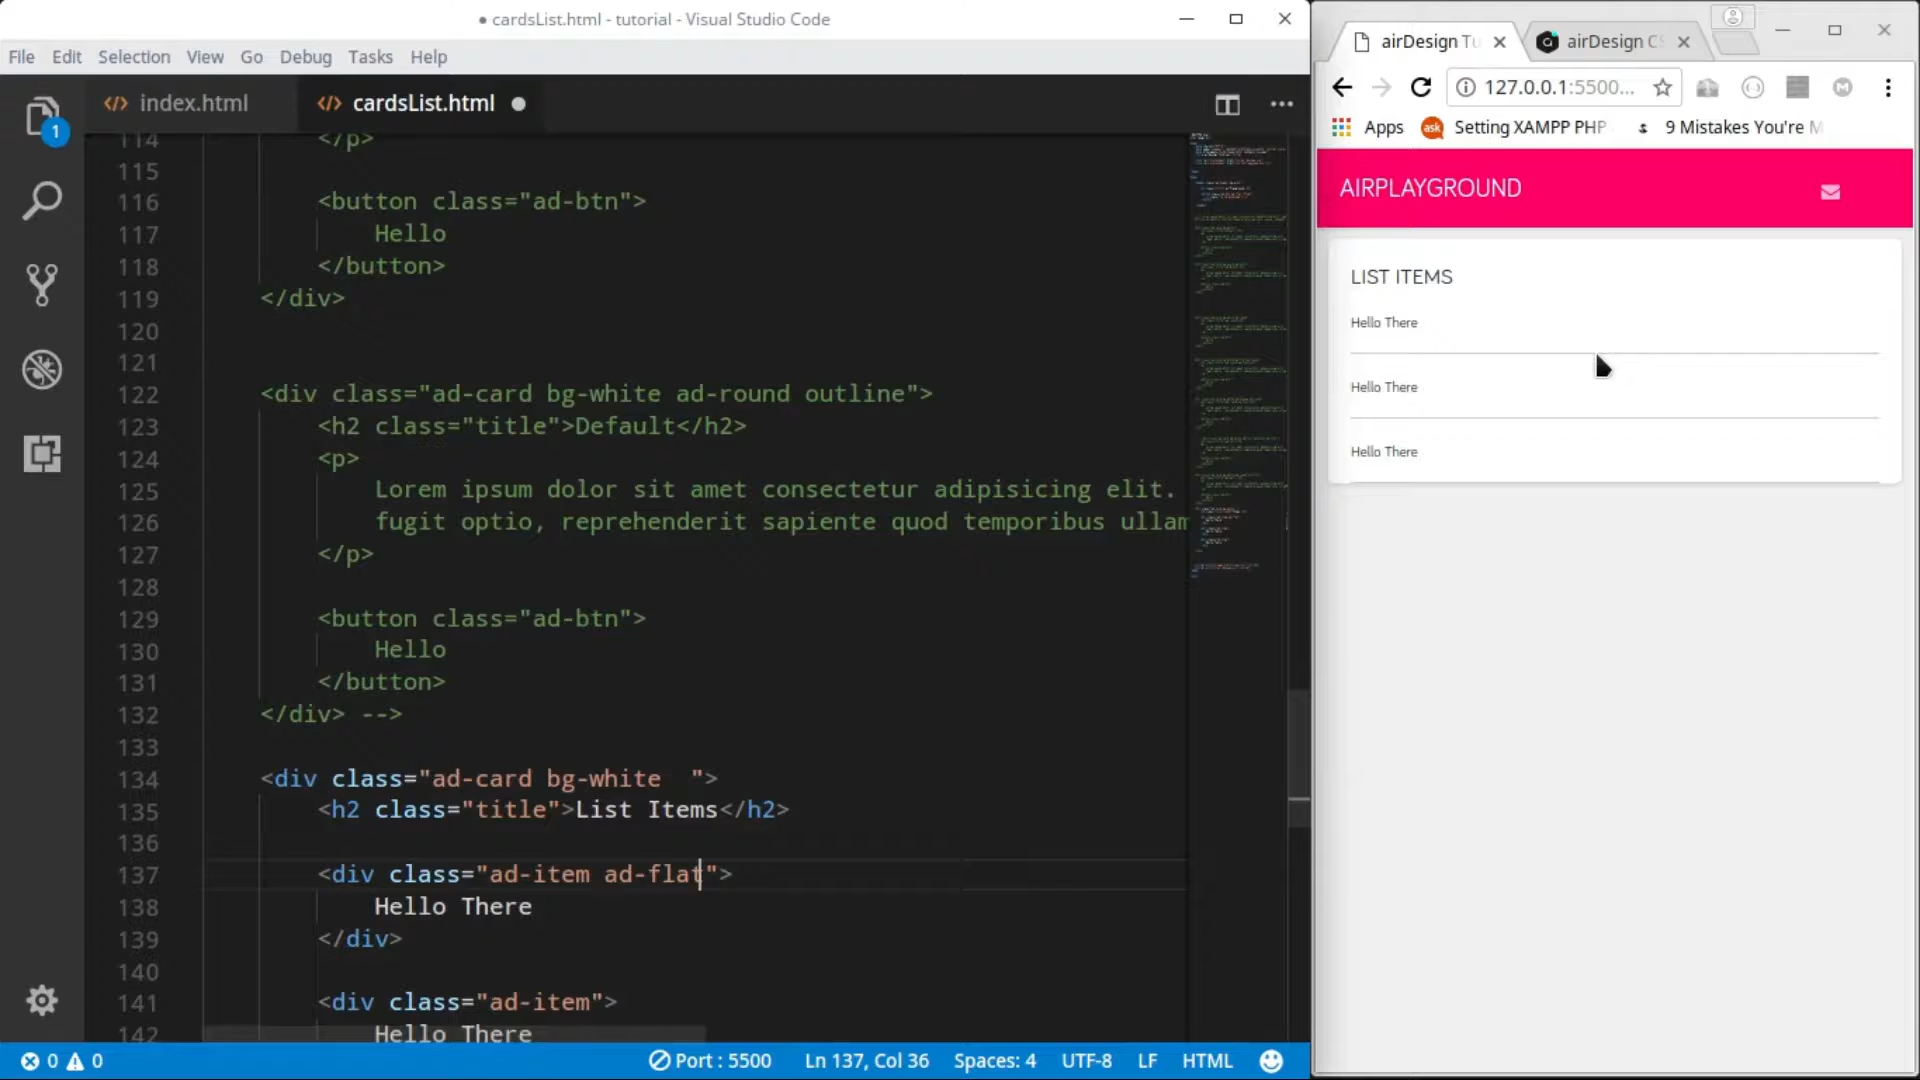 cardsList.html - tutorial - Visual Studio Code
File Edit Selection View Go Debug Tasks Help
1
index.html
cardsList.html
114 </p>
115
116 <button class="ad-btn">
117 Hello
118 </button>
119 </div>
120
121
122 <div class="ad-card bg-white ad-round outline">
123 <h2 class="title">Default</h2>
124 <p>
125 Lorem ipsum dolor sit amet consectetur adipisicing elit.
126 fugit optio, reprehenderit sapiente quod temporibus ullam
127 </p>
128
129 <button class="ad-btn">
130 Hello
131 </button>
132 </div> -->
133
134 <div class="ad-card bg-white  ">
135 <h2 class="title">List Items</h2>
136
137 <div class="ad-item ad-flat">
138 Hello There
139 </div>
140
141 <div class="ad-item">
142 Hello There
0 0 Port : 5500 Ln 137, Col 36 Spaces: 4 UTF-8 LF HTML
airDesign Tu
airDesign CS
127.0.0.1:5500...
Apps ask Setting XAMPP PHP 9 Mistakes You're M
AIRPLAYGROUND
LIST ITEMS
Hello There
Hello There
Hello There